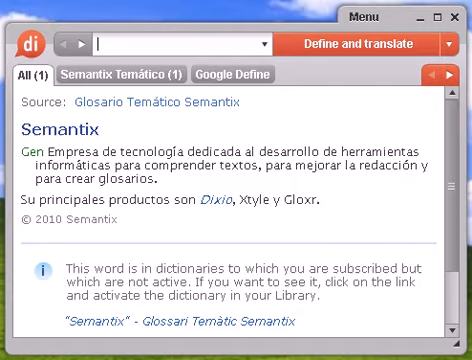 Menu
di
Define and translate
All (1)
Semantix Temático (1)
Google Define
Source: Glosario Temático Semantix
Semantix
Gen Empresa de tecnología dedicada al desarrollo de herramientas
informáticas para comprender textos, para mejorar la redacción y
para crear glosarios.
Su principales productos son Dixio, Xtyle y Gloxr.
© 2010 Semantix
i
This word is in dictionaries to which you are subscribed but
which are not active. If you want to see it, click on the link
and activate the dictionary in your Library.
"Semantix" - Glossari Temàtic Semantix